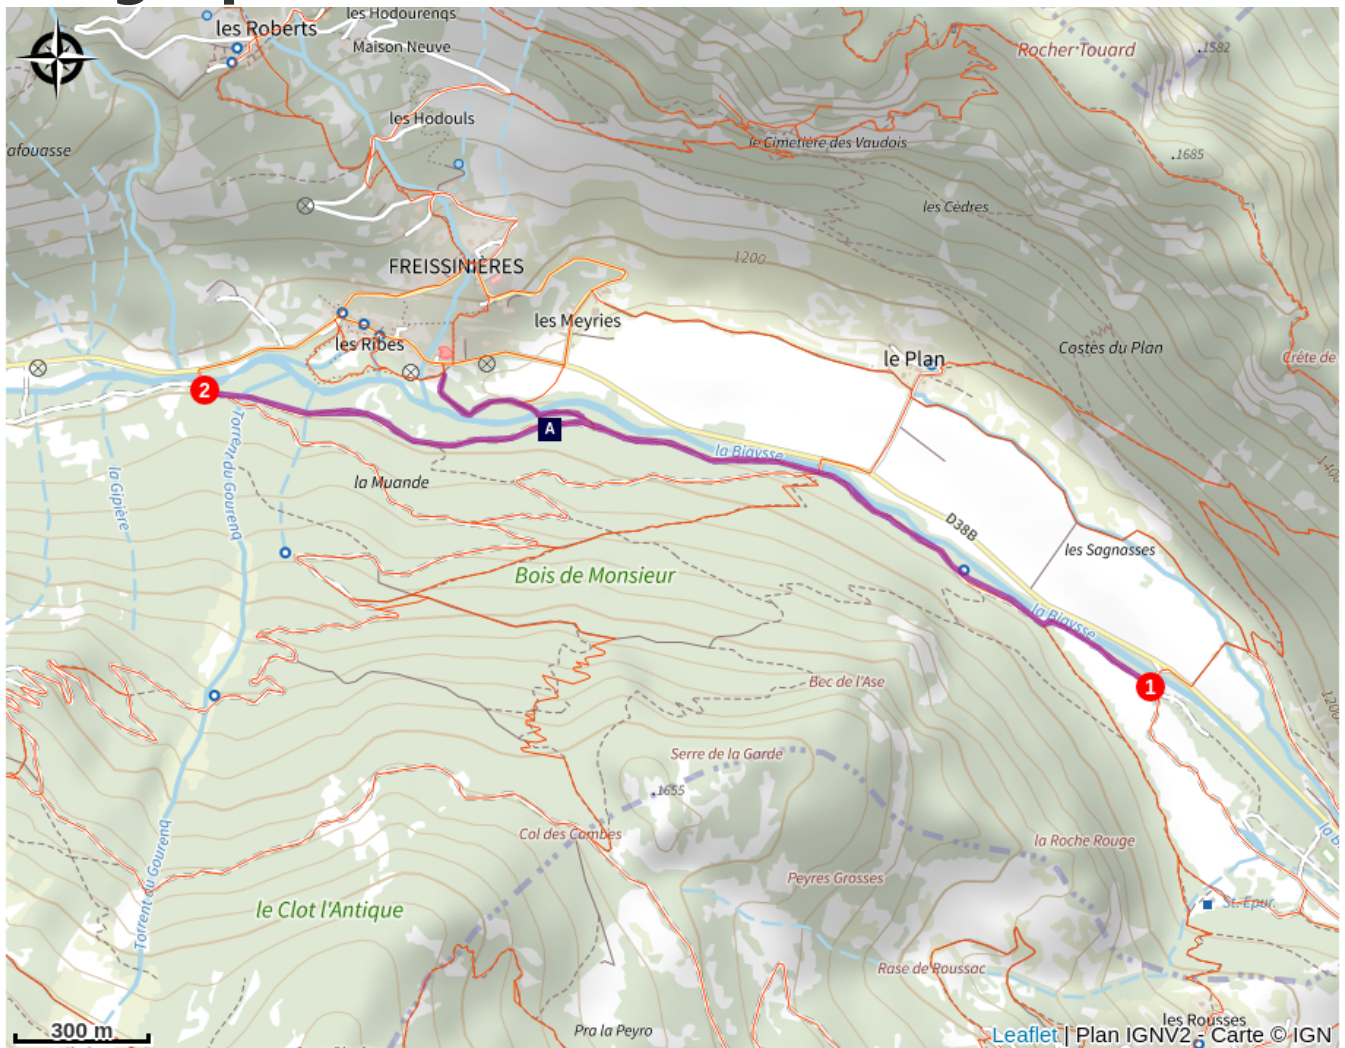 les Hodourenqs
les Roberts
Maison Neuve
Rocher Touard
.1582
les Hodouls
le Cimetière des Vaudois
afouasse
.1685
les Cèdres
1200
FREISSINIÈRES
les Meyries
les Ribes
le Plan
Costes du Plan
Crête de
2
A
la Biaysse
Torrent du Gourenq
la Gipière
la Muande
D38B
les Sagnasses
Bois de Monsieur
la Biaysse
1
Bec de l'Ase
1200
Serre de la Garde
.1655
Col des Combes
la Roche Rouge
Peyres Grosses
Torrent du Gourenq
le Clot l'Antique
St. Epur.
la B
Rase de Roussac
les Rousses
Pra la Peyro
300 m
Leaflet | Plan IGNV2 - Carte © IGN